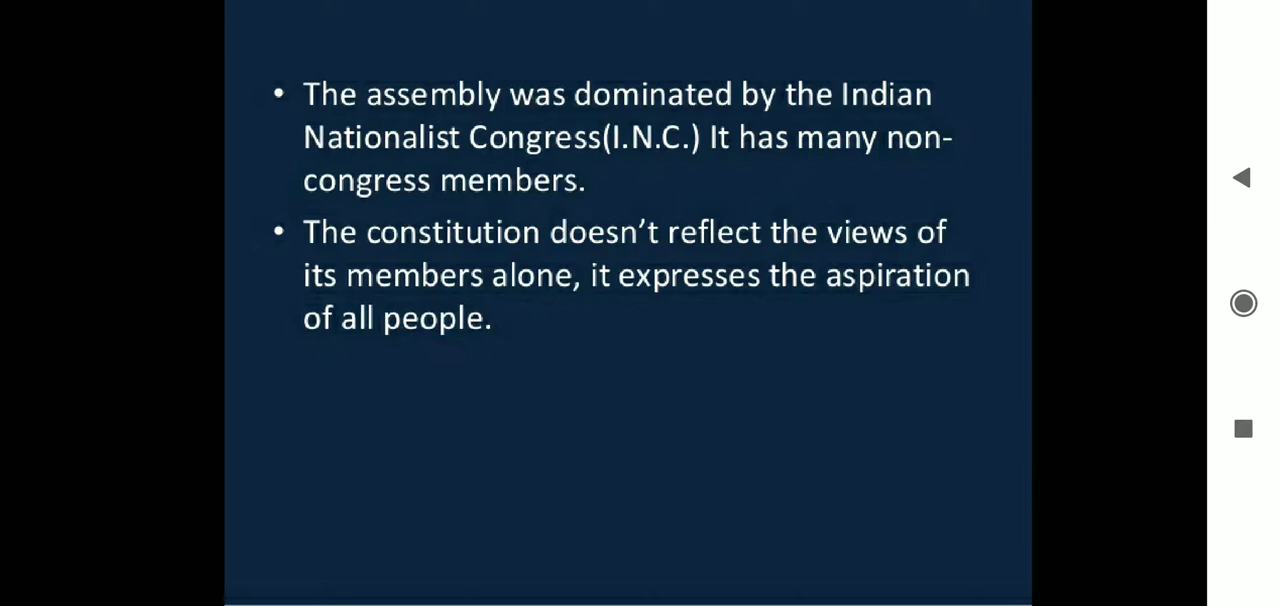 • The assembly was dominated by the Indian
Nationalist Congress(I.N.C.) It has many non-
congress members.
• The constitution doesn’t reflect the views of
its members alone, it expresses the aspiration
of all people.